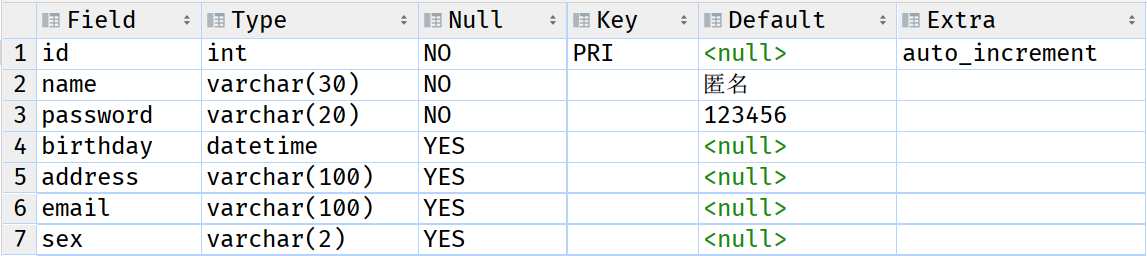 Field Type Null Key Default Extra
1 id int NO PRI <null> auto_increment
2 name varchar(30) NO 匿名
3 password varchar(20) NO 123456
4 birthday datetime YES <null>
5 address varchar(100) YES <null>
6 email varchar(100) YES <null>
7 sex varchar(2) YES <null>